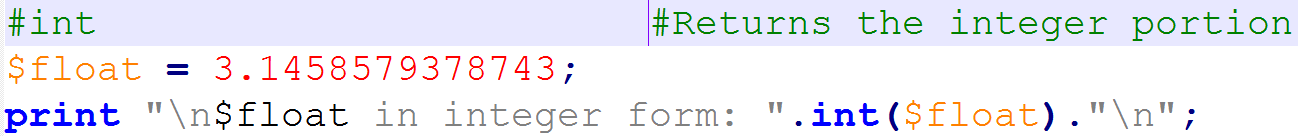 #int #Returns the integer portion
$float = 3.1458579378743;
print "\n$float in integer form: ".int($float)."\n";